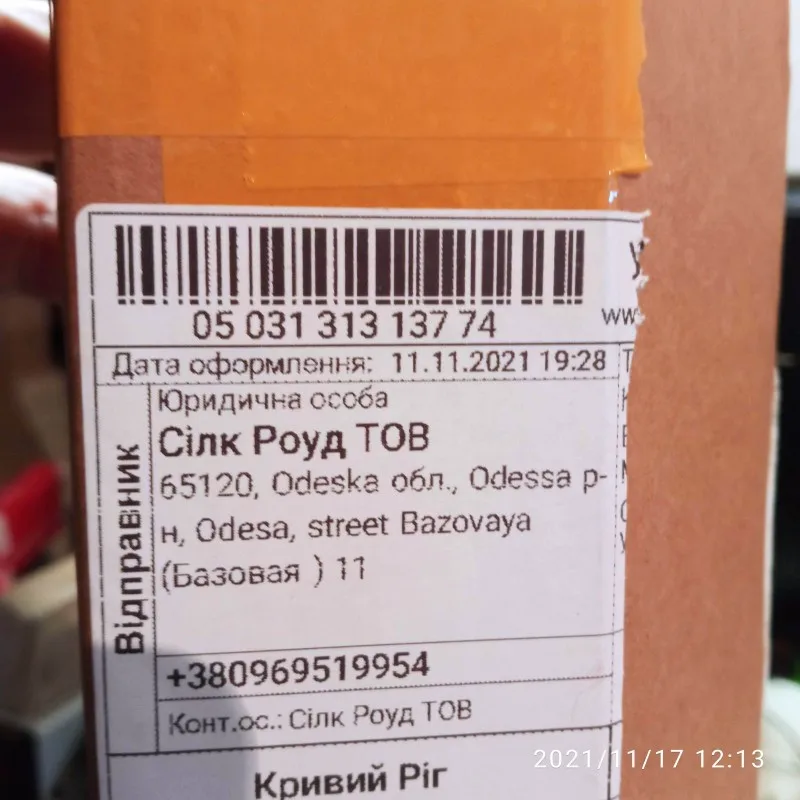 05 031 313 137 74
www
Дата оформлення: 11.11.2021 19:28
Відправник
Юридична особа
Сілк Роуд ТОВ
65120, Odeska обл., Odessa р-
н, Odesa, street Bazovaya
(Базовая ) 11
+380969519954
Конт.ос.: Сілк Роуд ТОВ
Кривий Ріг
2021/11/17 12:13